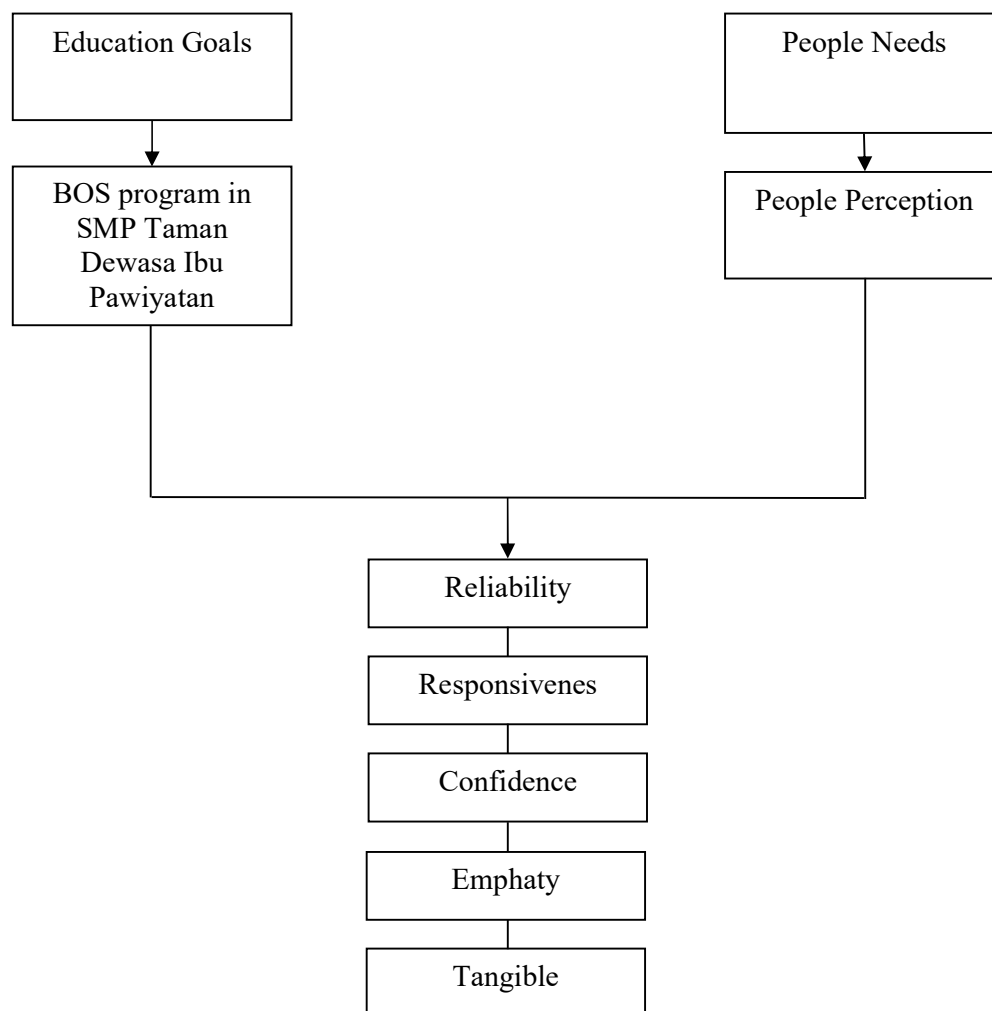 Education Goals
People Needs
BOS program in
SMP Taman
Dewasa Ibu
Pawiyatan
People Perception
Reliability
Responsivenes
Confidence
Emphaty
Tangible